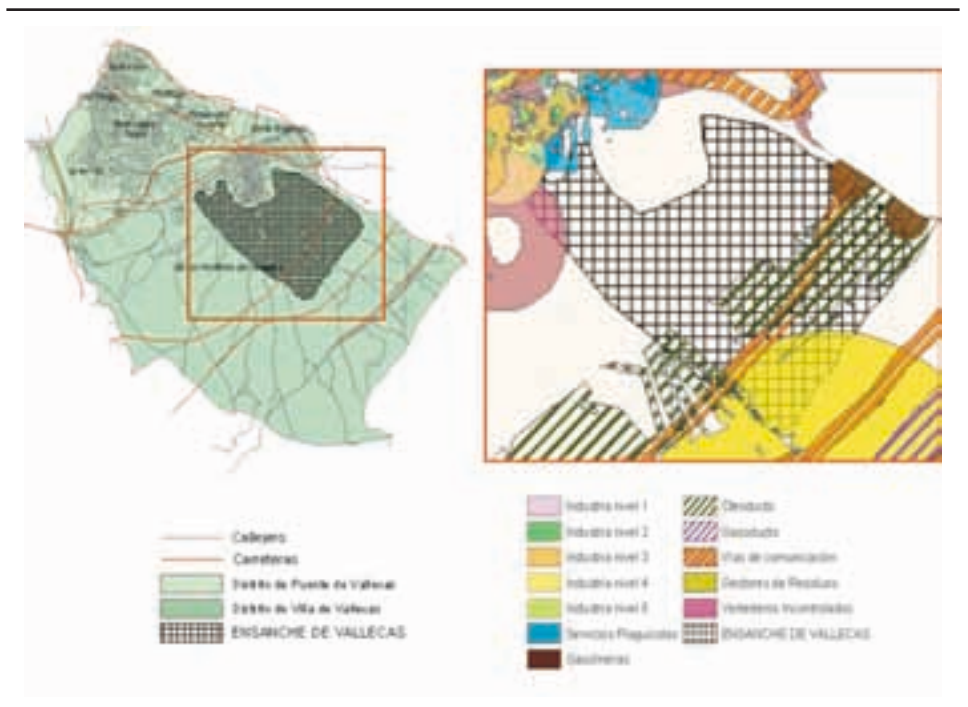 Callejero
Carreteras
Distrito de Puente de Vallecas
Distrito de Villa de Vallecas
ENSANCHE DE VALLECAS
Industria nivel 1
Industria nivel 2
Industria nivel 3
Industria nivel 4
Industria nivel 5
Servicios Plaguicidas
Gasolineras
Oleoducto
Gasoducto
Vías de comunicación
Gestores de Residuos
Vertederos Incontrolados
ENSANCHE DE VALLECAS